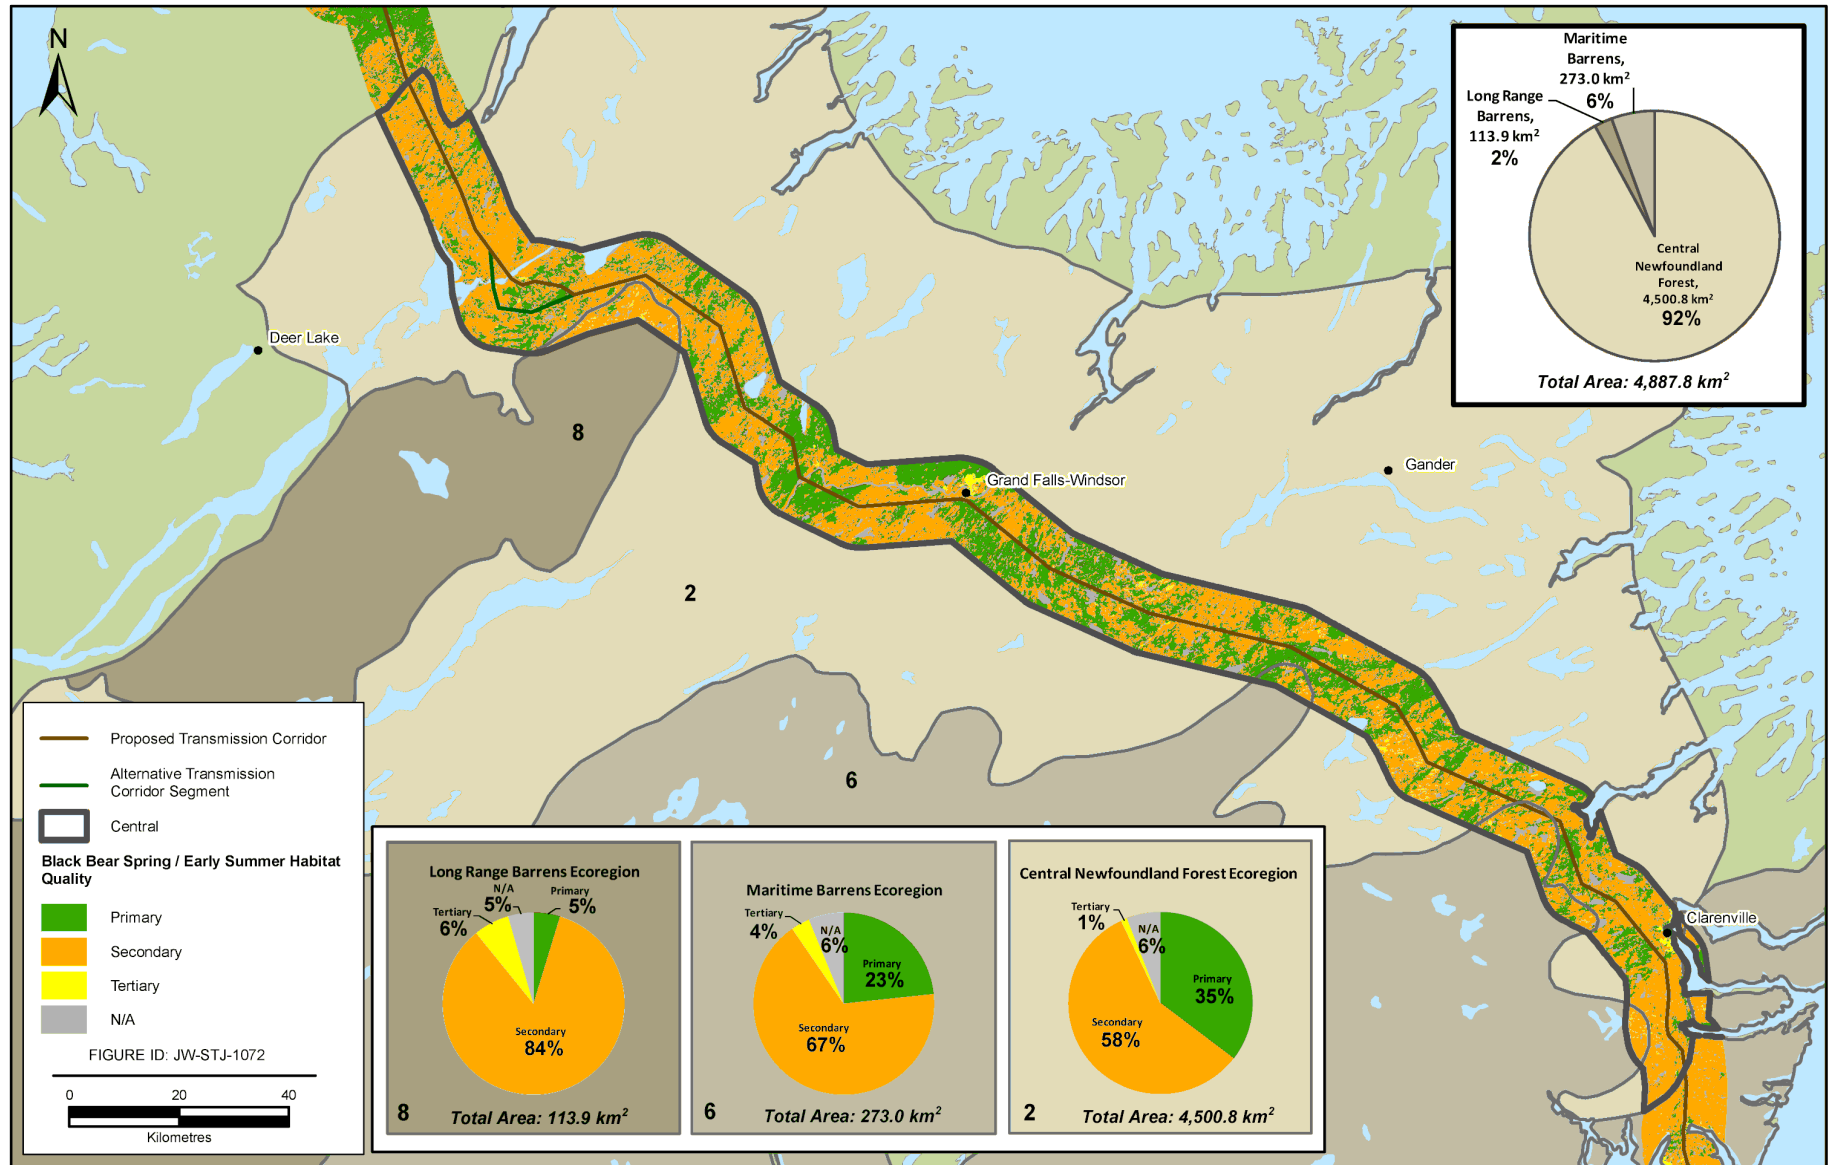 N
Maritime
Barrens,
273.0 km²
6%
Long Range
Barrens,
113.9 km²
2%
Central
Newfoundland
Forest,
4,500.8 km²
92%
Total Area: 4,887.8 km²
Deer Lake
8
Grand Falls-Windsor
Gander
2
6
Clarenville
Proposed Transmission Corridor
Alternative Transmission
Corridor Segment
Central
Black Bear Spring / Early Summer Habitat
Quality
Primary
Secondary
Tertiary
N/A
FIGURE ID: JW-STJ-1072
0 20 40
Kilometres
Long Range Barrens Ecoregion
N/A
5%
Primary
5%
Tertiary
6%
Secondary
84%
8
Total Area: 113.9 km²
Maritime Barrens Ecoregion
Tertiary
4%
N/A
6%
Primary
23%
Secondary
67%
6
Total Area: 273.0 km²
Central Newfoundland Forest Ecoregion
Tertiary
1%
N/A
6%
Primary
35%
Secondary
58%
2
Total Area: 4,500.8 km²